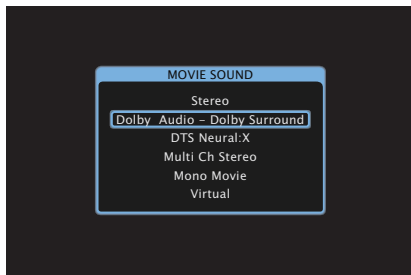 MOVIE SOUND
Stereo
Dolby Audio – Dolby Surround
DTS Neural:X
Multi Ch Stereo
Mono Movie
Virtual